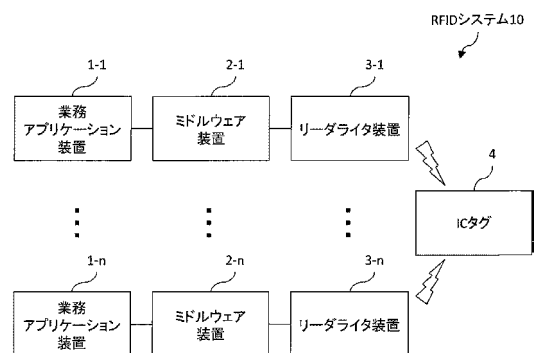 RFIDシステム10
1-1
2-1
3-1
業務
アプリケーション
装置
ミドルウェア
装置
リーダライタ装置
4
ICタグ
1-n
2-n
3-n
業務
アプリケーション
装置
ミドルウェア
装置
リーダライタ装置